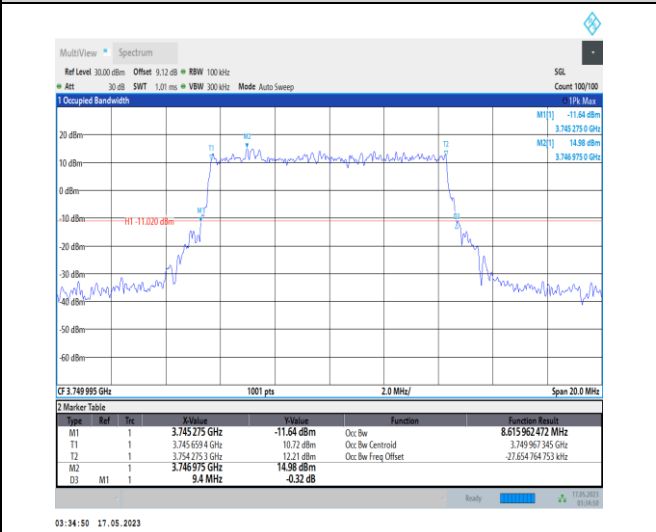 MultiView Spectrum
Ref Level 30.00 dBm Offset 9.12 dB RBW 100 kHz SGL
Att 30 dB SWT 1.01 ms VBW 300 kHz Mode Auto Sweep Count 100/100
1 Occupied Bandwidth 1Pk Max
M1[1] -11.64 dBm
3.745 275 0 GHz
M2[1] 14.98 dBm
3.746 975 0 GHz
20 dBm
M2
T1
T2
10 dBm
0 dBm
M1
-10 dBm
H1 -11.020 dBm
D3
-20 dBm
-30 dBm
-40 dBm
-50 dBm
-60 dBm
CF 3.749 995 GHz 1001 pts 2.0 MHz/ Span 20.0 MHz
2 Marker Table
Type Ref Trc X-Value Y-Value Function Function Result
M1 1 3.745 275 GHz -11.64 dBm Occ Bw 8.615 962 472 MHz
T1 1 3.745 659 4 GHz 10.72 dBm Occ Bw Centroid 3.749 967 345 GHz
T2 1 3.754 275 3 GHz 12.21 dBm Occ Bw Freq Offset -27.654 764 753 kHz
M2 1 3.746 975 GHz 14.98 dBm
D3 M1 1 9.4 MHz -0.32 dB
Ready 17.05.2023
03:34:50
03:34:50 17.05.2023